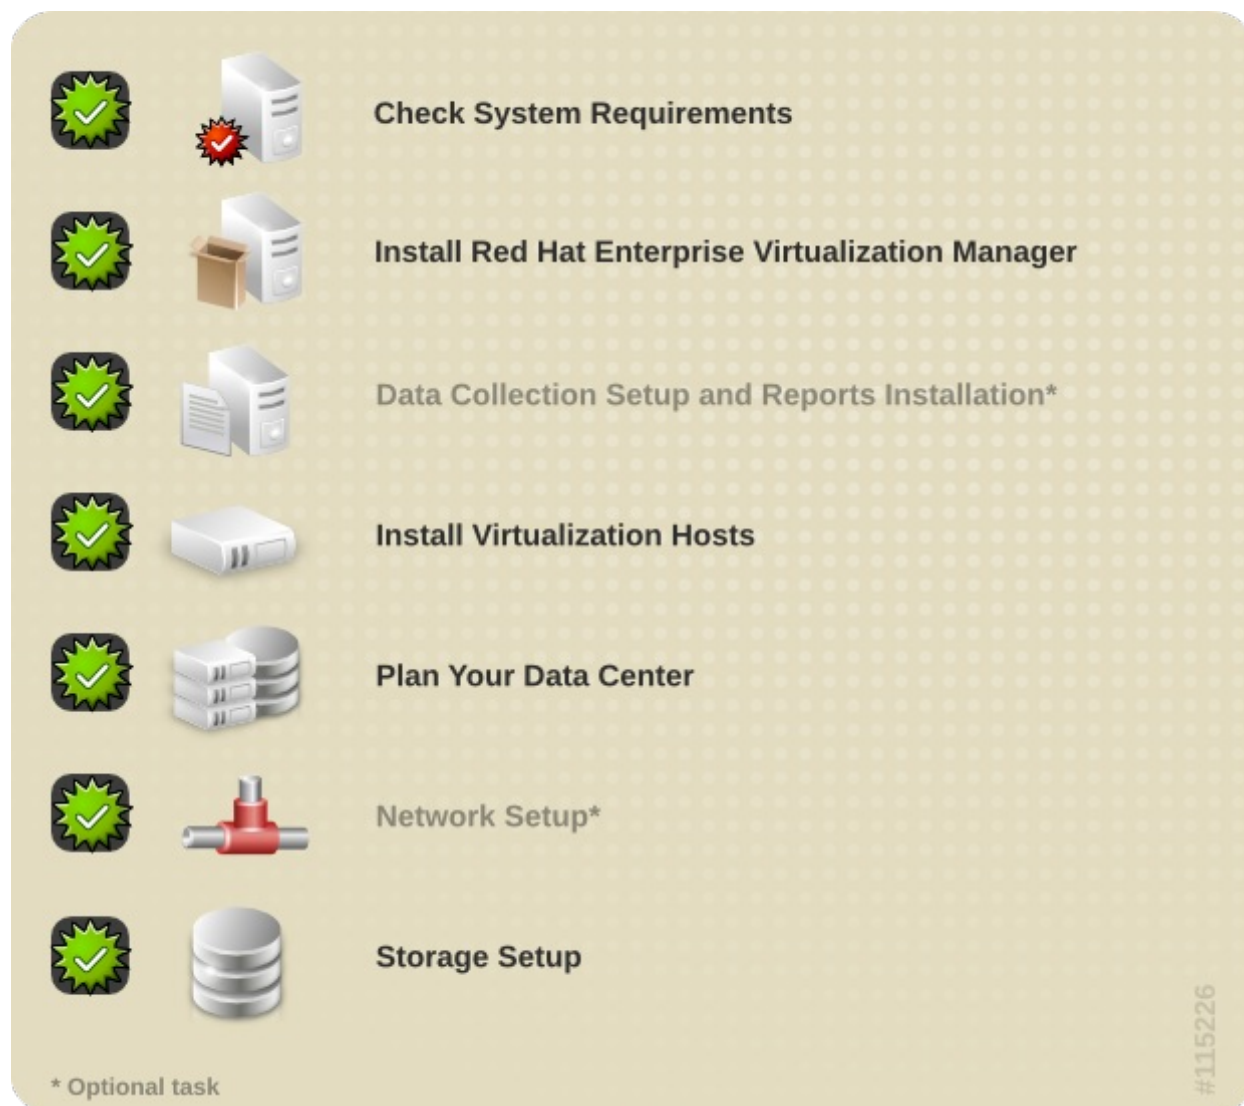 Check System Requirements
Install Red Hat Enterprise Virtualization Manager
Data Collection Setup and Reports Installation*
Install Virtualization Hosts
Plan Your Data Center
Network Setup*
Storage Setup
#115226
* Optional task